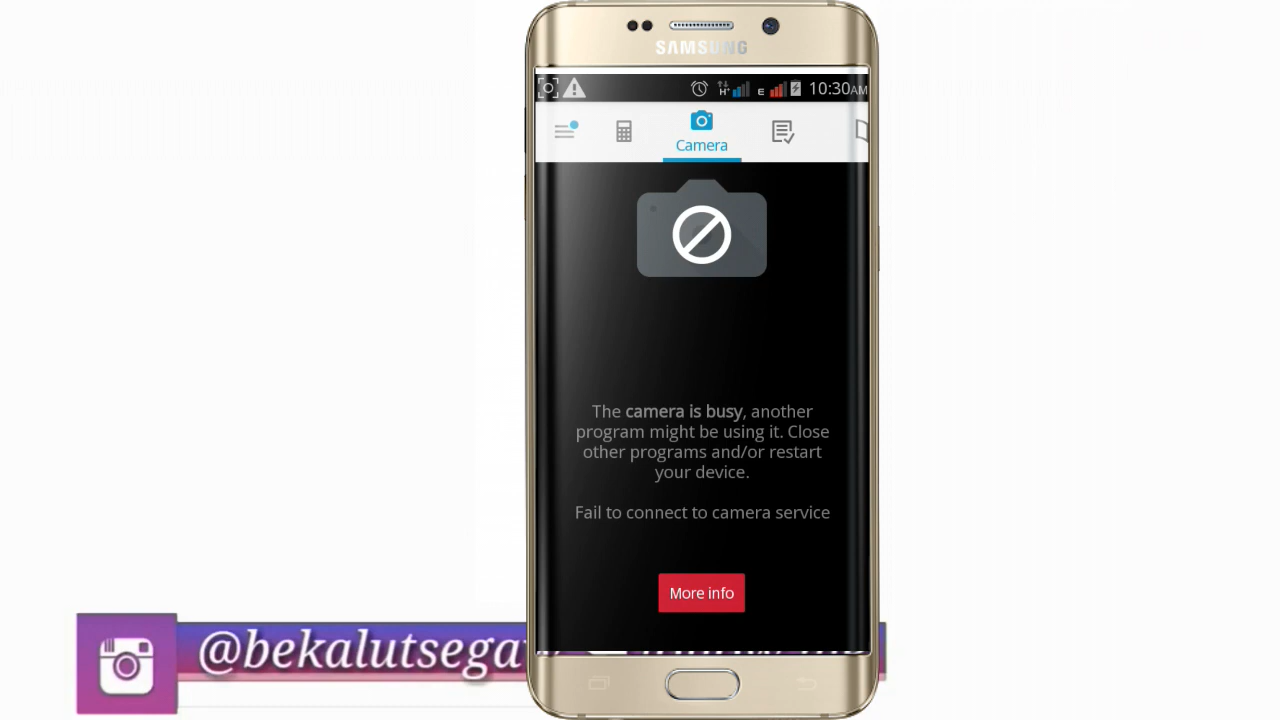 SAMSUNG
H+ E 10:30AM
Camera
The camera is busy, another
program might be using it. Close
other programs and/or restart
your device.
Fail to connect to camera service
More info